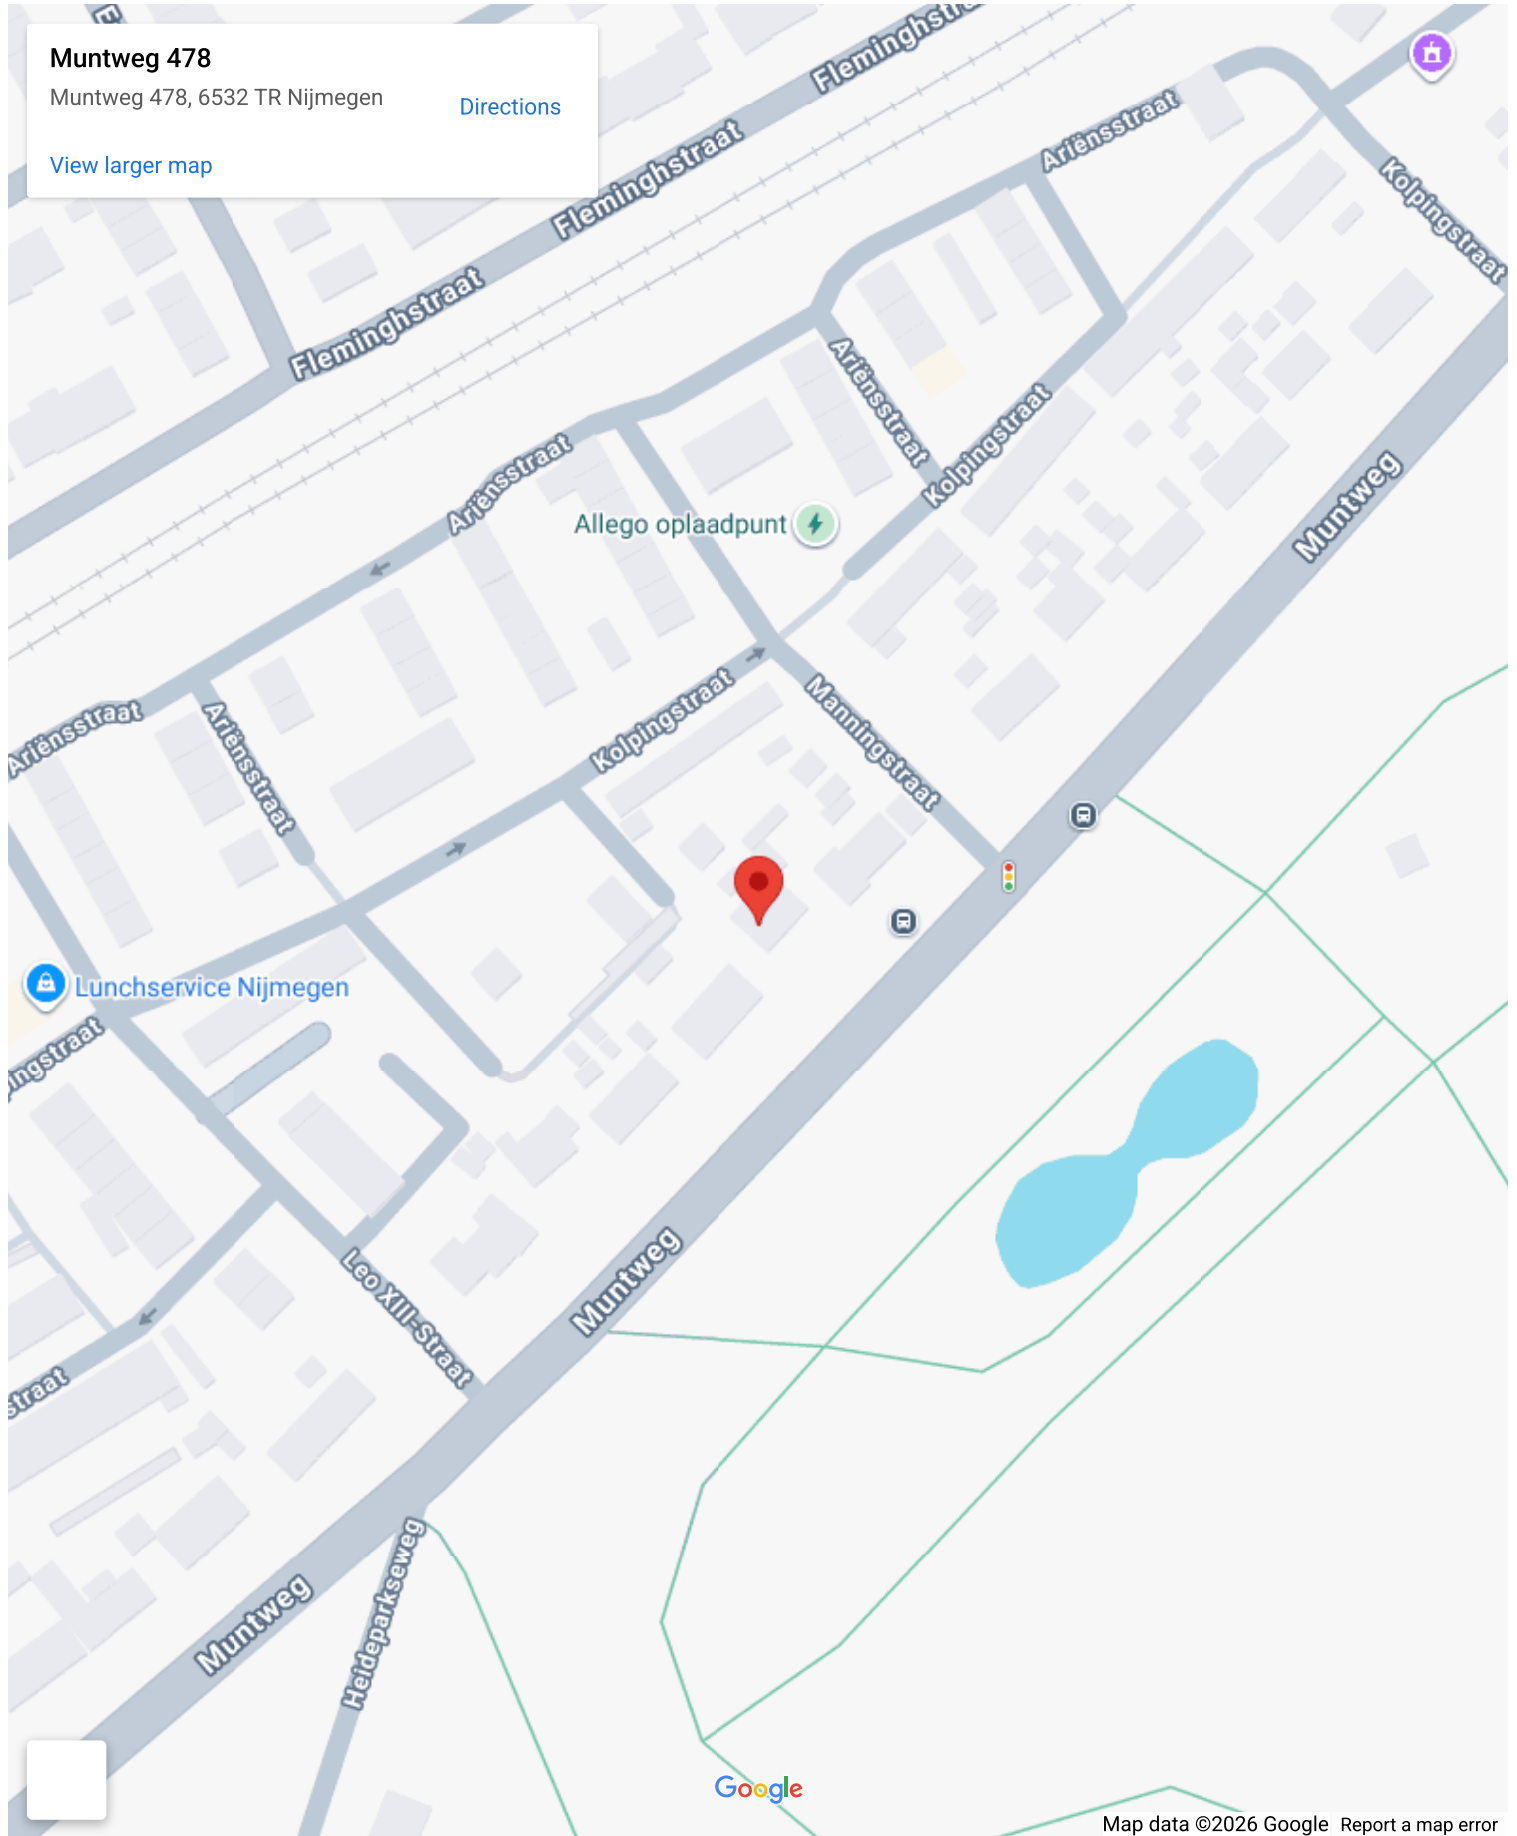 Muntweg 478
Muntweg 478, 6532 TR Nijmegen
Directions
View larger map
Fleminghstraat
Fleminghstraat
Ariënsstraat
Kolpingstraat
Fleminghstraat
Ariënsstraat
Kolpingstraat
Ariënsstraat
Muntweg
Allego oplaadpunt
Kolpingstraat
Manningstraat
Ariënsstraat
Ariënsstraat
Lunchservice Nijmegen
ingstraat
Muntweg
Leo XIII-Straat
straat
Heideparkseweg
Muntweg
Google
Map data ©2026 Google
Report a map error